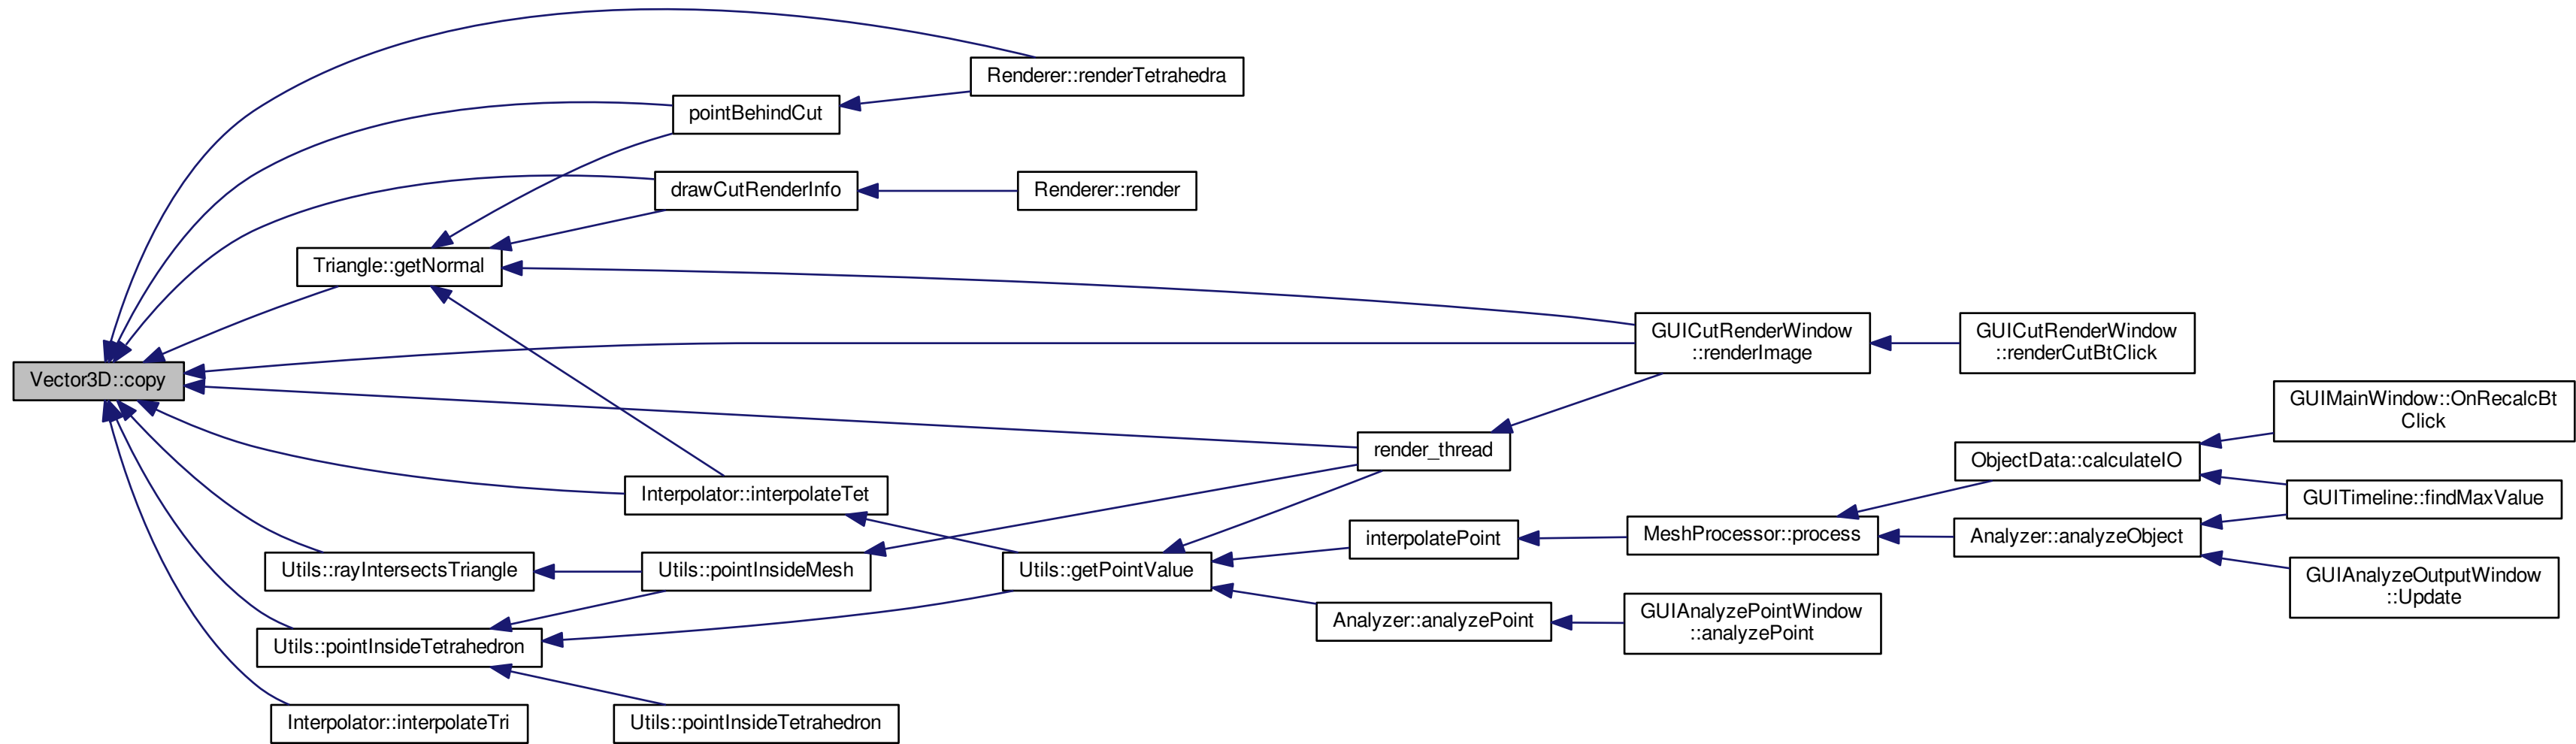 Renderer::renderTetrahedra
pointBehindCut
drawCutRenderInfo
Renderer::render
Triangle::getNormal
GUICutRenderWindow
::renderImage
GUICutRenderWindow
::renderCutBtClick
Vector3D::copy
GUIMainWindow::OnRecalcBt
Click
render_thread
ObjectData::calculateIO
Interpolator::interpolateTet
GUITimeline::findMaxValue
interpolatePoint
MeshProcessor::process
Analyzer::analyzeObject
Utils::rayIntersectsTriangle
Utils::pointInsideMesh
Utils::getPointValue
GUIAnalyzeOutputWindow
::Update
Analyzer::analyzePoint
GUIAnalyzePointWindow
::analyzePoint
Utils::pointInsideTetrahedron
Interpolator::interpolateTri
Utils::pointInsideTetrahedron